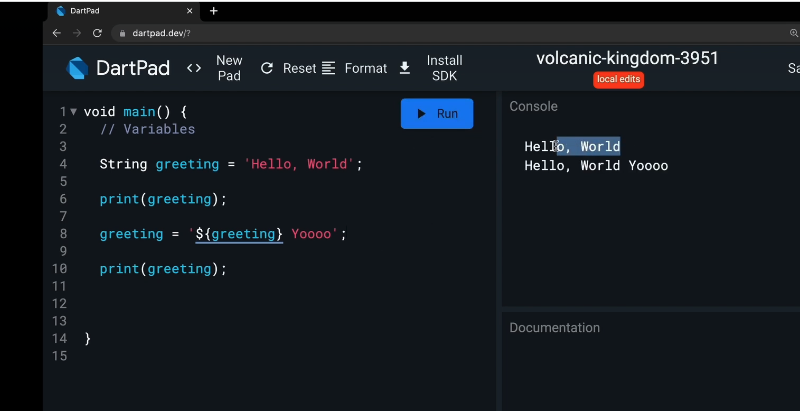 DartPad
dartpad.dev/?
DartPad
<> New Pad
Reset
Format
Install SDK
volcanic-kingdom-3951
local edits
Run
1 void main() {
2 // Variables
3
4 String greeting = 'Hello, World';
5
6 print(greeting);
7
8 greeting = '${greeting} Yoooo';
9
10 print(greeting);
11
12
13
14 }
15
Console
Hello, World
Hello, World Yoooo
Documentation